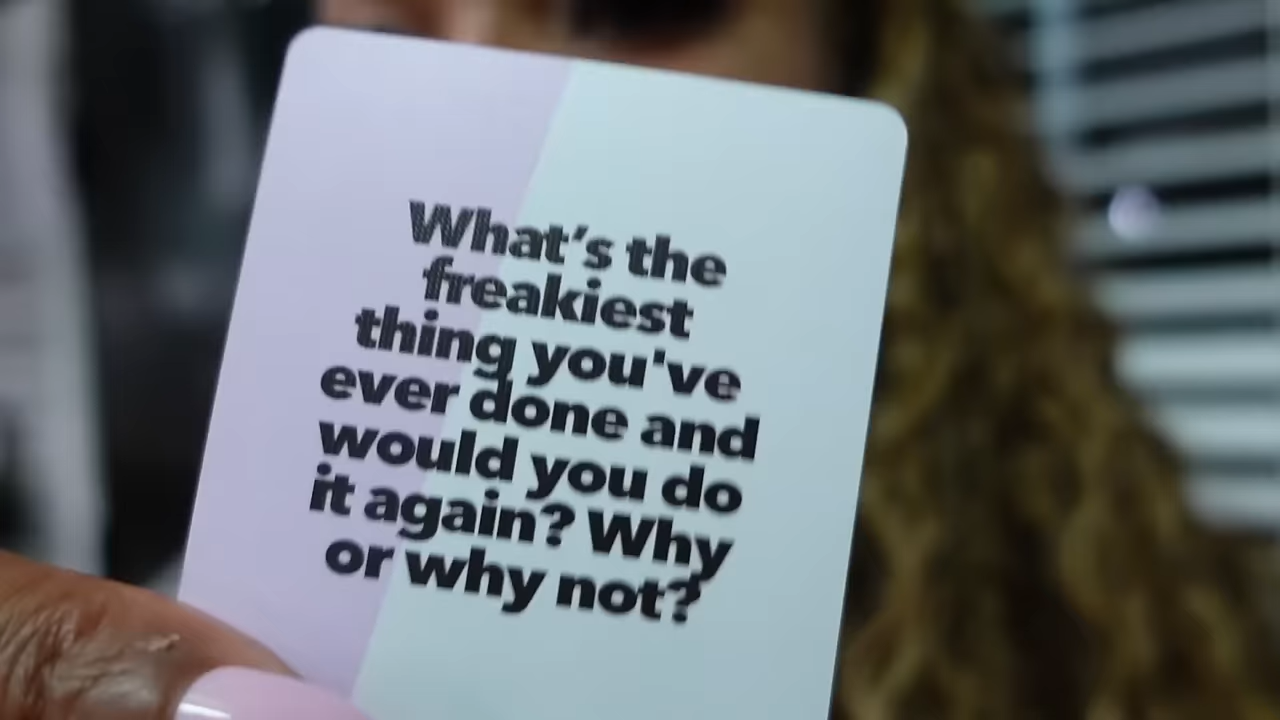 What's the
freakiest
thing you've
ever done and
would you do
it again? Why
or why not?